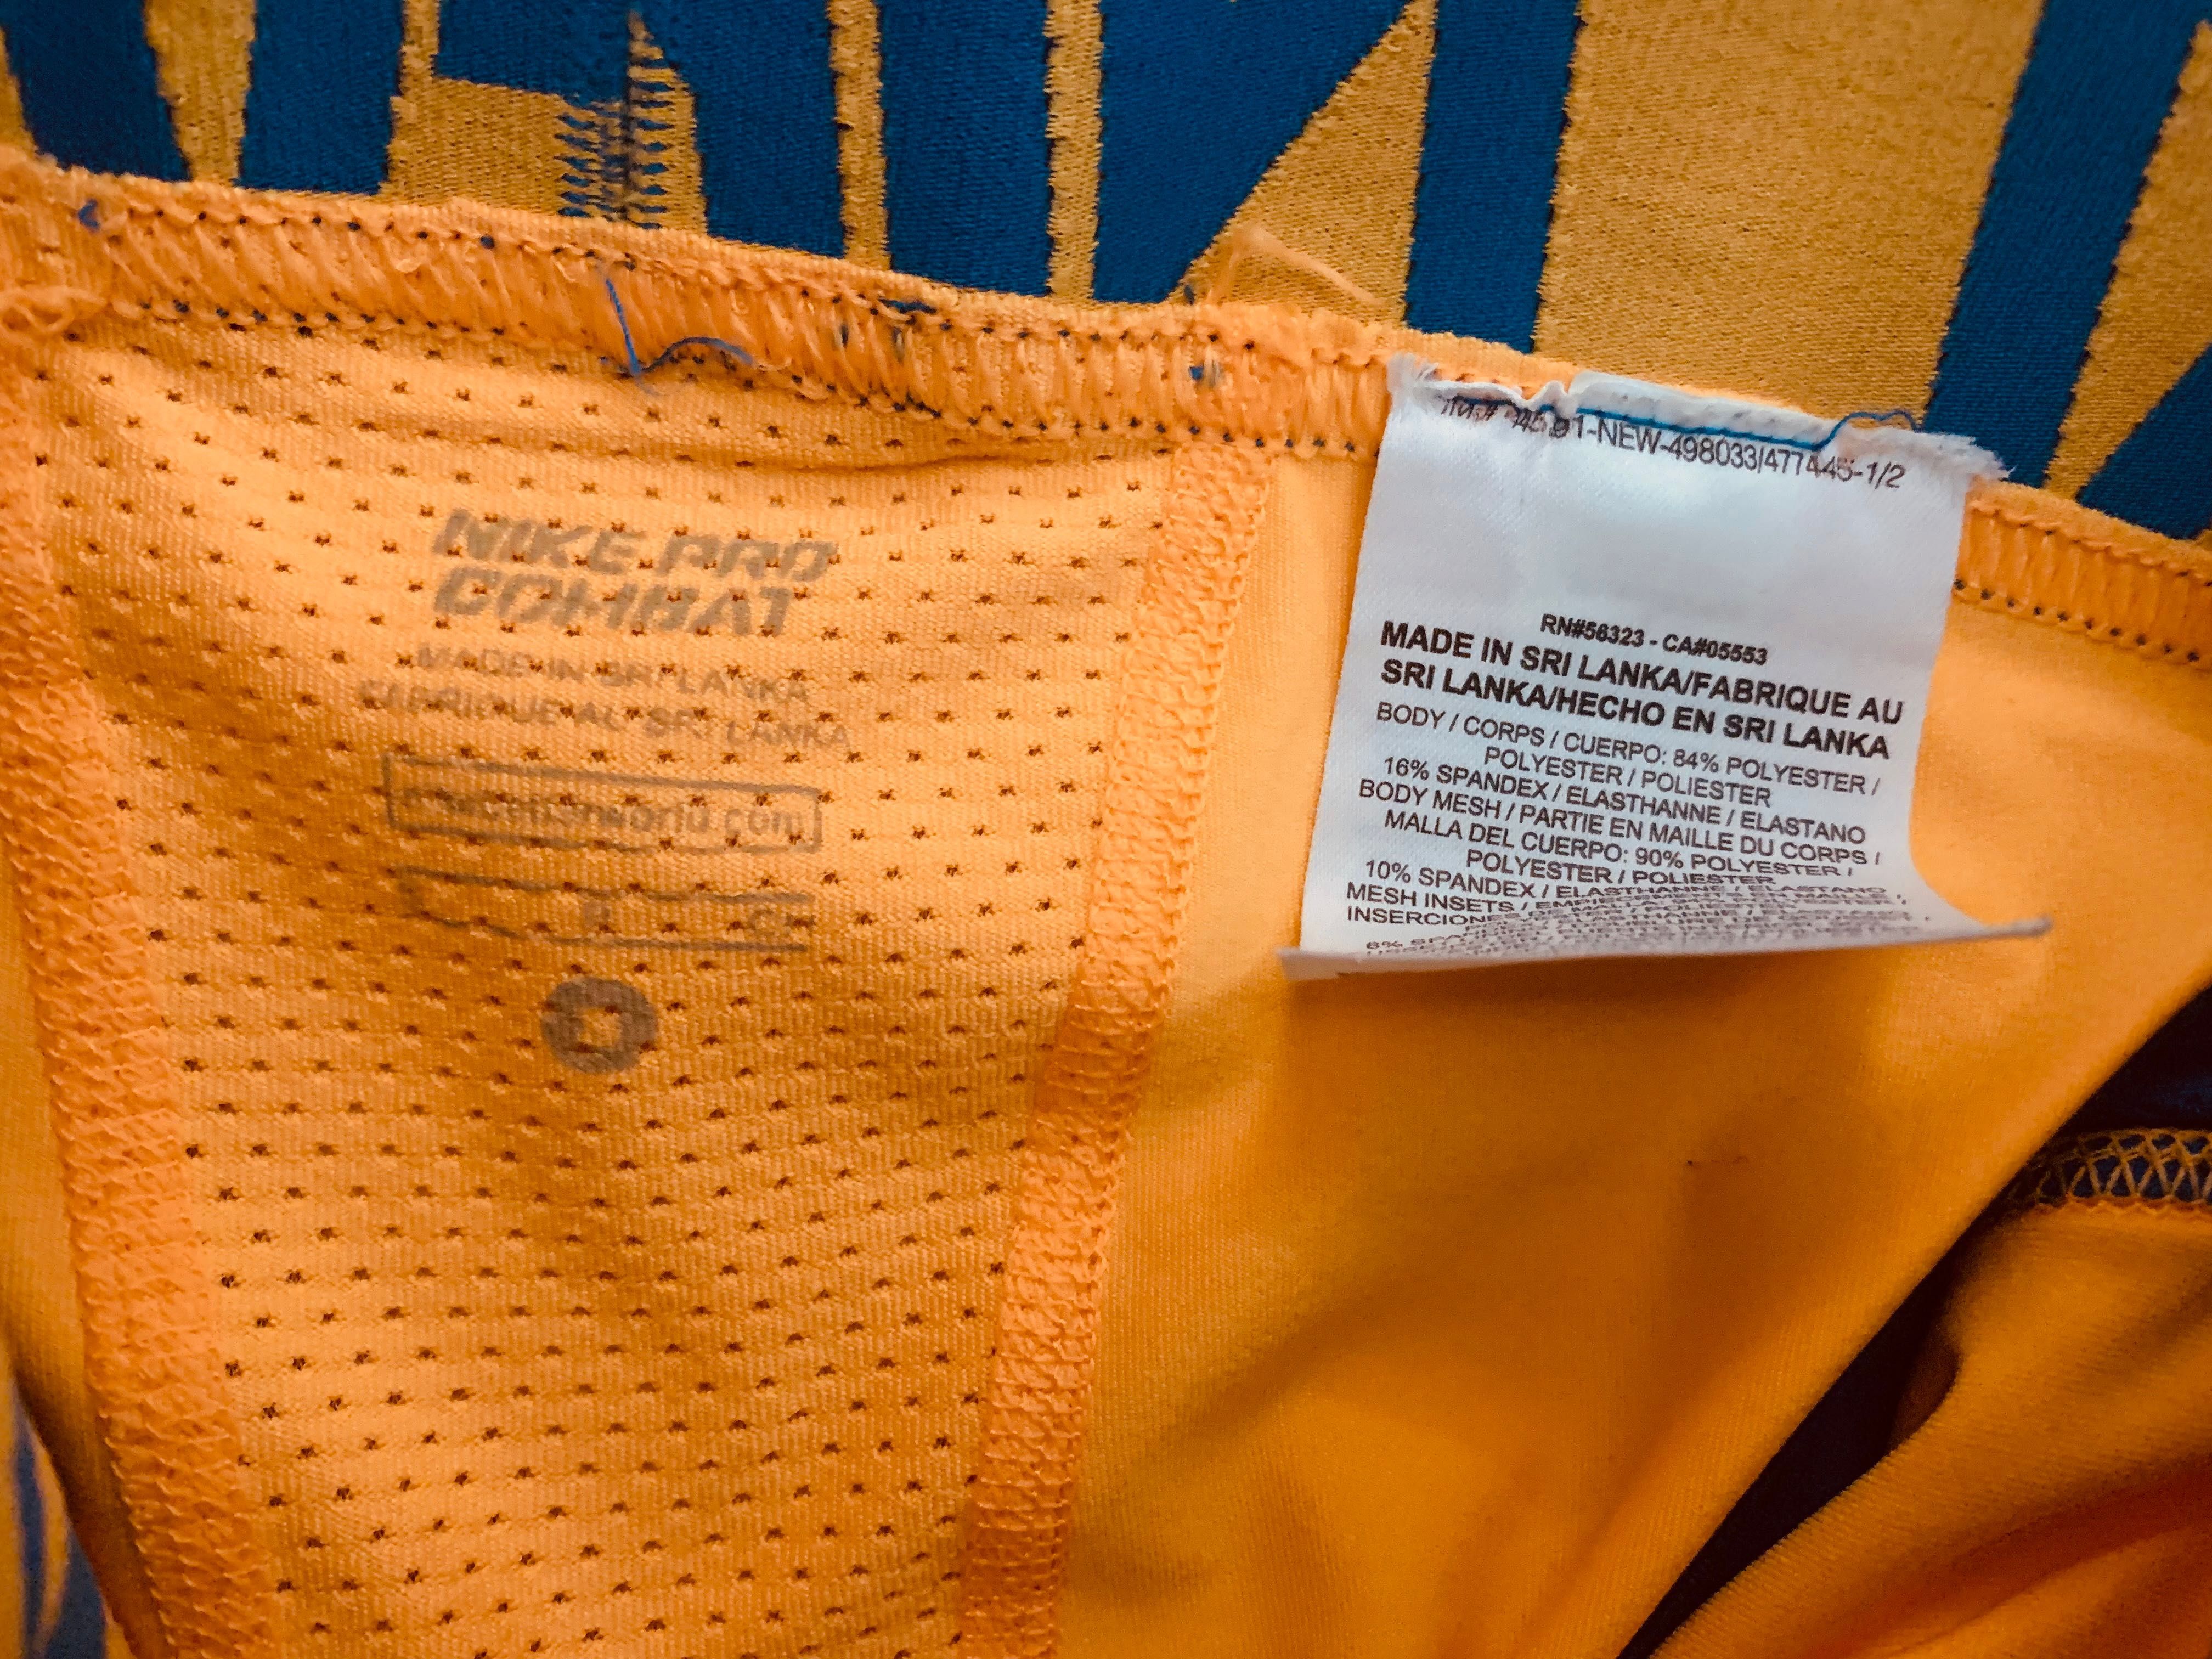 NIKE PRO
COMBAT
MADE IN SRI LANKA
FABRIQUE AU SRI LANKA
1-NEW-498033/477445-1/2
RN#56323 - CA#05553
MADE IN SRI LANKA/FABRIQUE AU
SRI LANKA/HECHO EN SRI LANKA
BODY / CORPS / CUERPO: 84% POLYESTER /
POLYESTER / POLIESTER
16% SPANDEX / ELASTHANNE / ELASTANO
BODY MESH / PARTIE EN MAILLE DU CORPS /
MALLA DEL CUERPO: 90% POLYESTER /
POLYESTER / POLIESTER
10% SPANDEX / ELASTHANNE / ELASTANO
MESH INSETS /